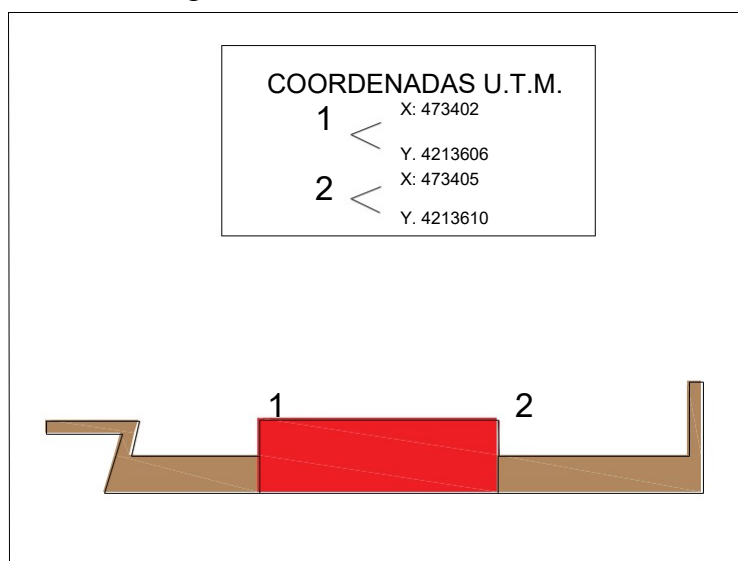 COORDENADAS U.T.M.
1
X: 473402
Y. 4213606
2
X: 473405
Y. 4213610
1
2